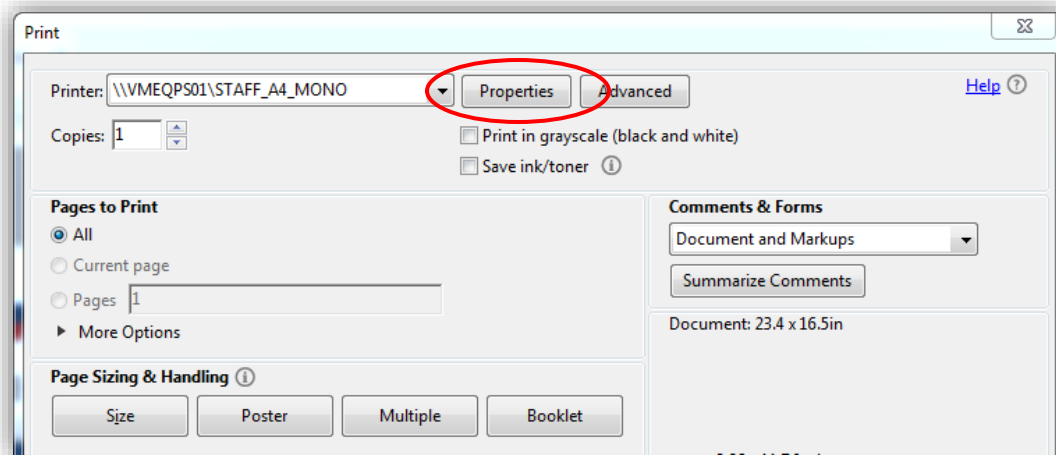 Print
Printer: \\VMEQPS01\STAFF_A4_MONO Properties Advanced Help
Copies: 1 Print in grayscale (black and white)
Save ink/toner
Pages to Print
All
Current page
Pages 1
More Options
Comments & Forms
Document and Markups
Summarize Comments
Document: 23.4 x 16.5in
Page Sizing & Handling
Size Poster Multiple Booklet